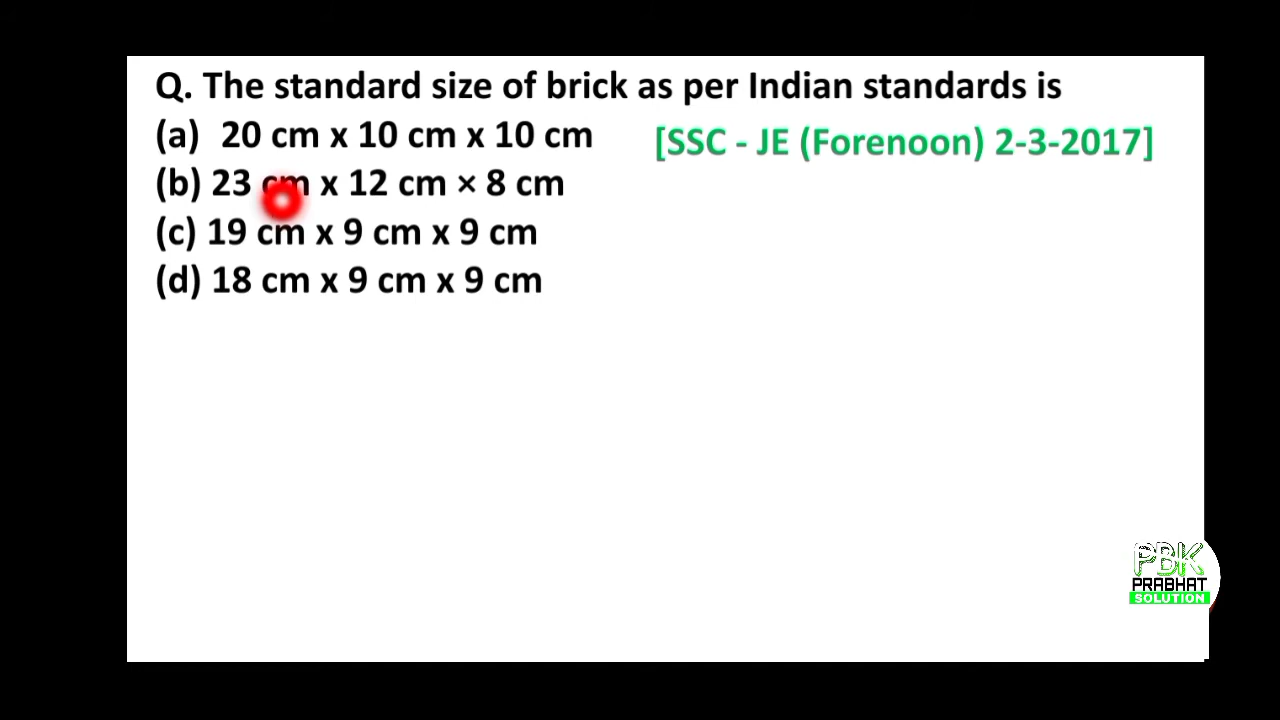 Q. The standard size of brick as per Indian standards is
(a) 20 cm x 10 cm x 10 cm [SSC - JE (Forenoon) 2-3-2017]
(b) 23 cm x 12 cm × 8 cm
(c) 19 cm x 9 cm x 9 cm
(d) 18 cm x 9 cm x 9 cm
PBK
PRABHAT
SOLUTION